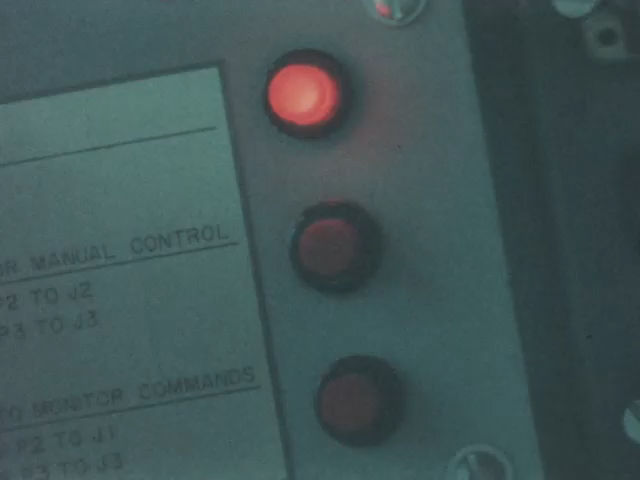 OR MANUAL CONTROL
P2 TO J2
P3 TO J3
TO MONITOR COMMANDS
P2 TO J1
P3 TO J3